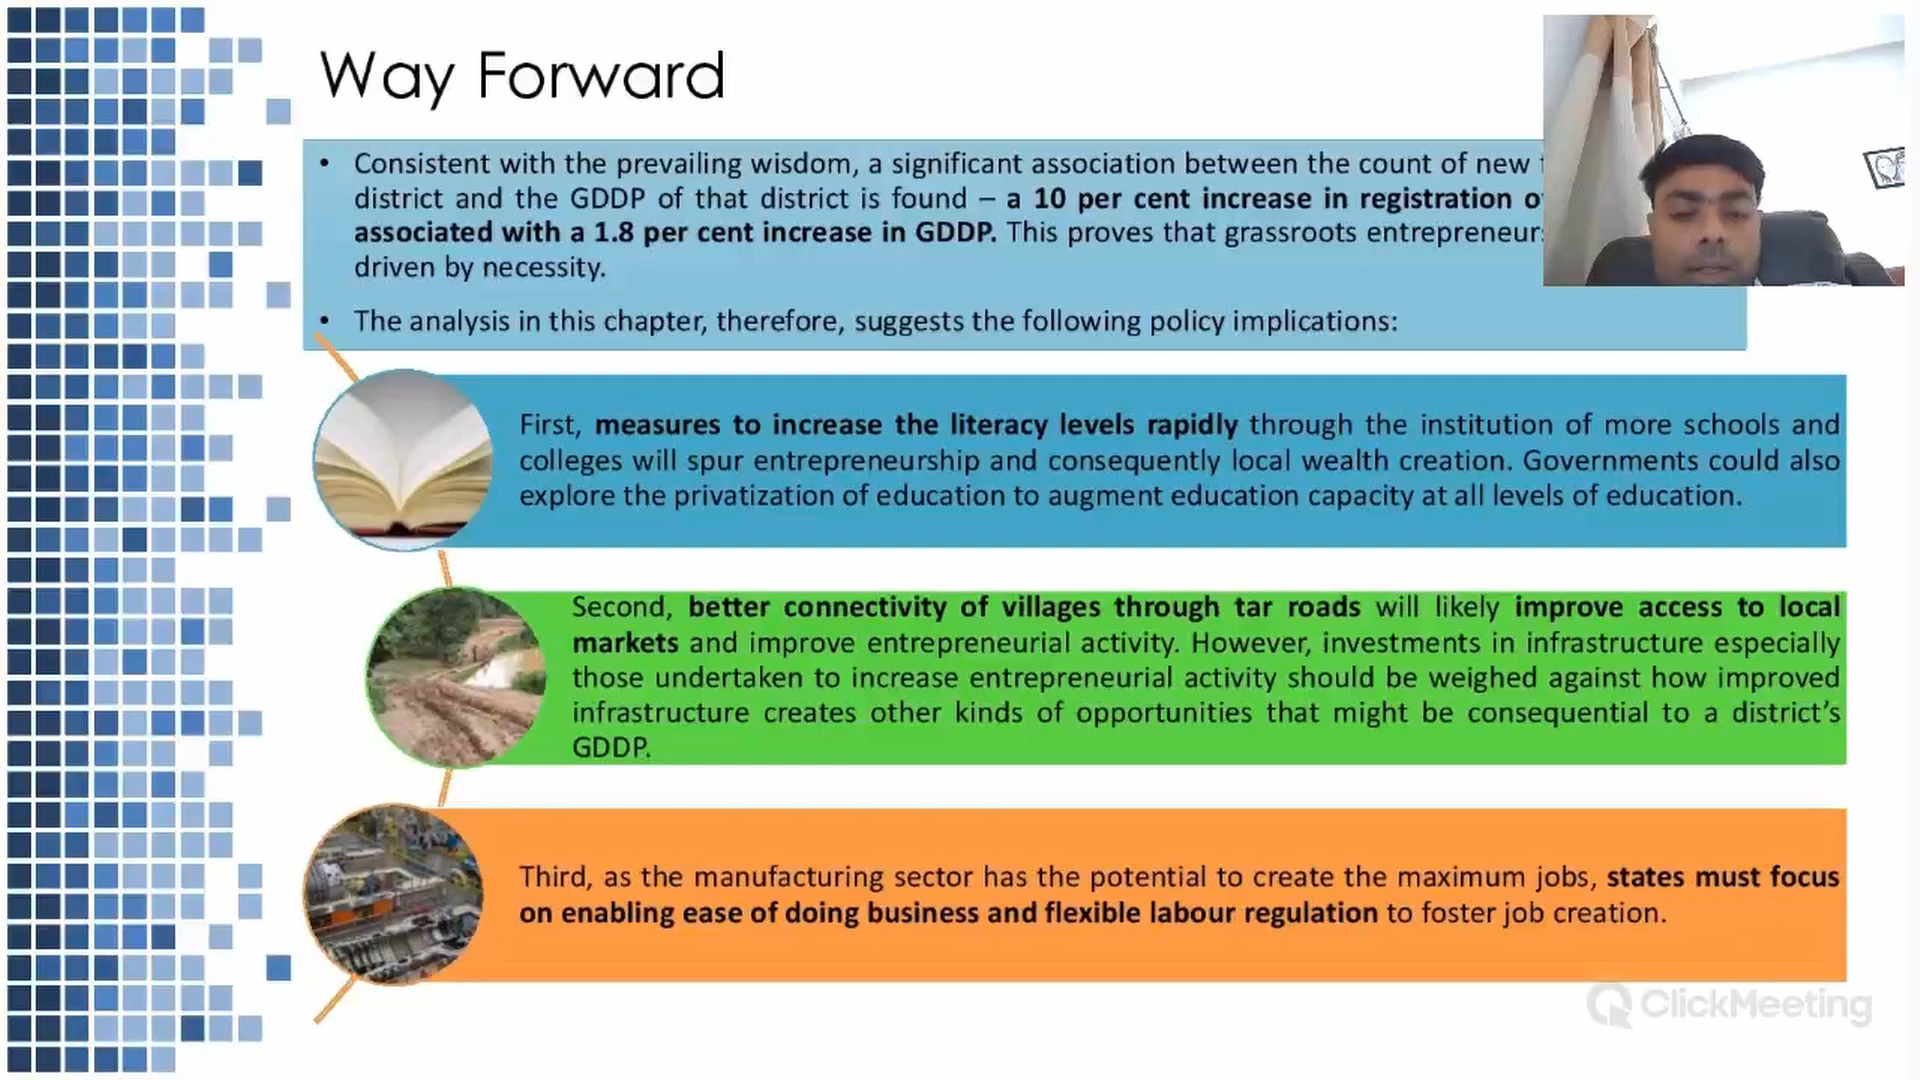 Way Forward
• Consistent with the prevailing wisdom, a significant association between the count of new
district and the GDDP of that district is found – a 10 per cent increase in registration
associated with a 1.8 per cent increase in GDDP. This proves that grassroots
driven by necessity.
• The analysis in this chapter, therefore, suggests the following policy implications:
First, measures to increase the literacy levels rapidly through the institution of more schools and
colleges will spur entrepreneurship and consequently local wealth creation. Governments could also
explore the privatization of education to augment education capacity at all levels of education.
Second, better connectivity of villages through tar roads will likely improve access to local
markets and improve entrepreneurial activity. However, investments in infrastructure especially
those undertaken to increase entrepreneurial activity should be weighed against how improved
infrastructure creates other kinds of opportunities that might be consequential to a district's
GDDP.
Third, as the manufacturing sector has the potential to create the maximum jobs, states must focus
on enabling ease of doing business and flexible labour regulation to foster job creation.
ClickMeeting